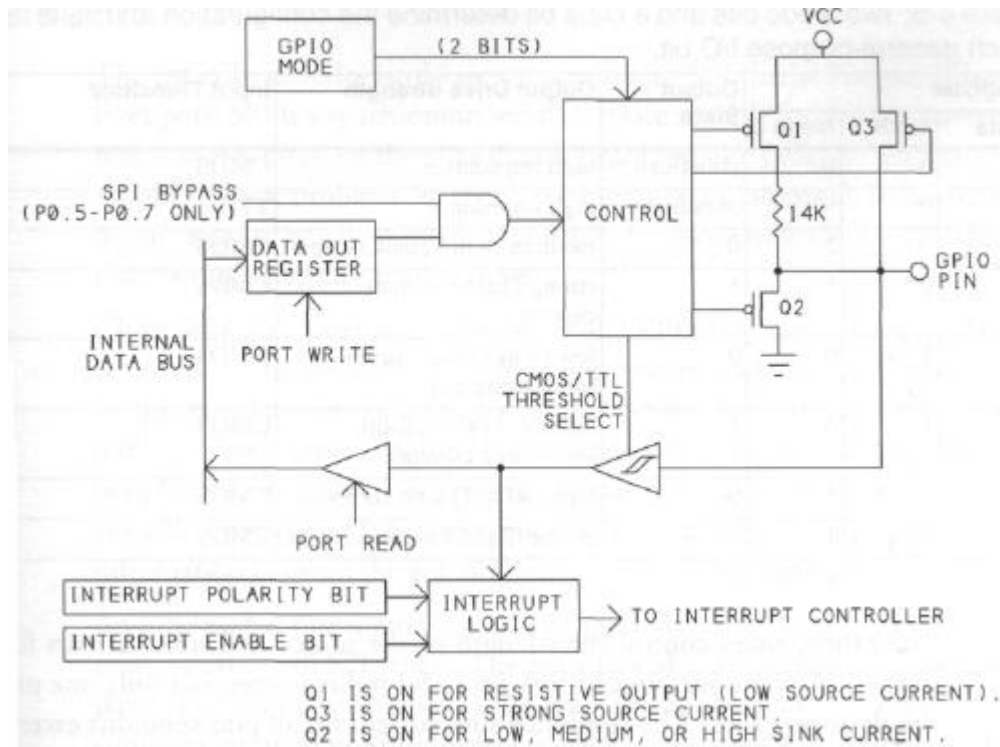 VCC
GPIO
MODE
(2 BITS)
Q1
Q3
SPI BYPASS
(P0.5-P0.7 ONLY)
DATA OUT
REGISTER
CONTROL
14K
GPIO
PIN
Q2
INTERNAL
DATA BUS
PORT WRITE
CMOS/TTL
THRESHOLD
SELECT
PORT READ
INTERRUPT POLARITY BIT
INTERRUPT ENABLE BIT
INTERRUPT
LOGIC
TO INTERRUPT CONTROLLER
Q1 IS ON FOR RESISTIVE OUTPUT (LOW SOURCE CURRENT).
Q3 IS ON FOR STRONG SOURCE CURRENT.
Q2 IS ON FOR LOW, MEDIUM, OR HIGH SINK CURRENT.